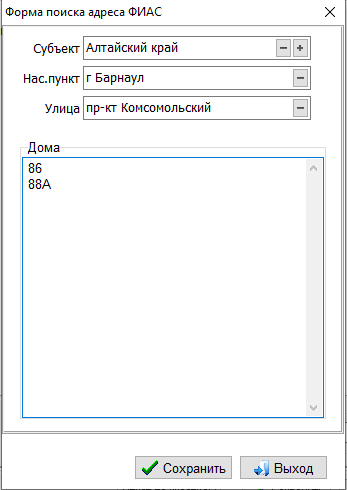 Форма поиска адреса ФИАС
Субъект Алтайский край
Нас.пункт г Барнаул
Улица пр-кт Комсомольский
Дома
86
88А
Сохранить Выход